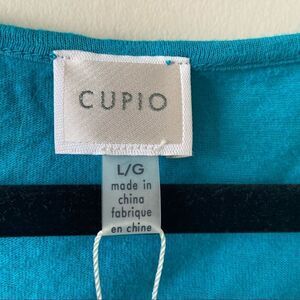 CUPIO
L/G
made in
china
fabrique
en chine